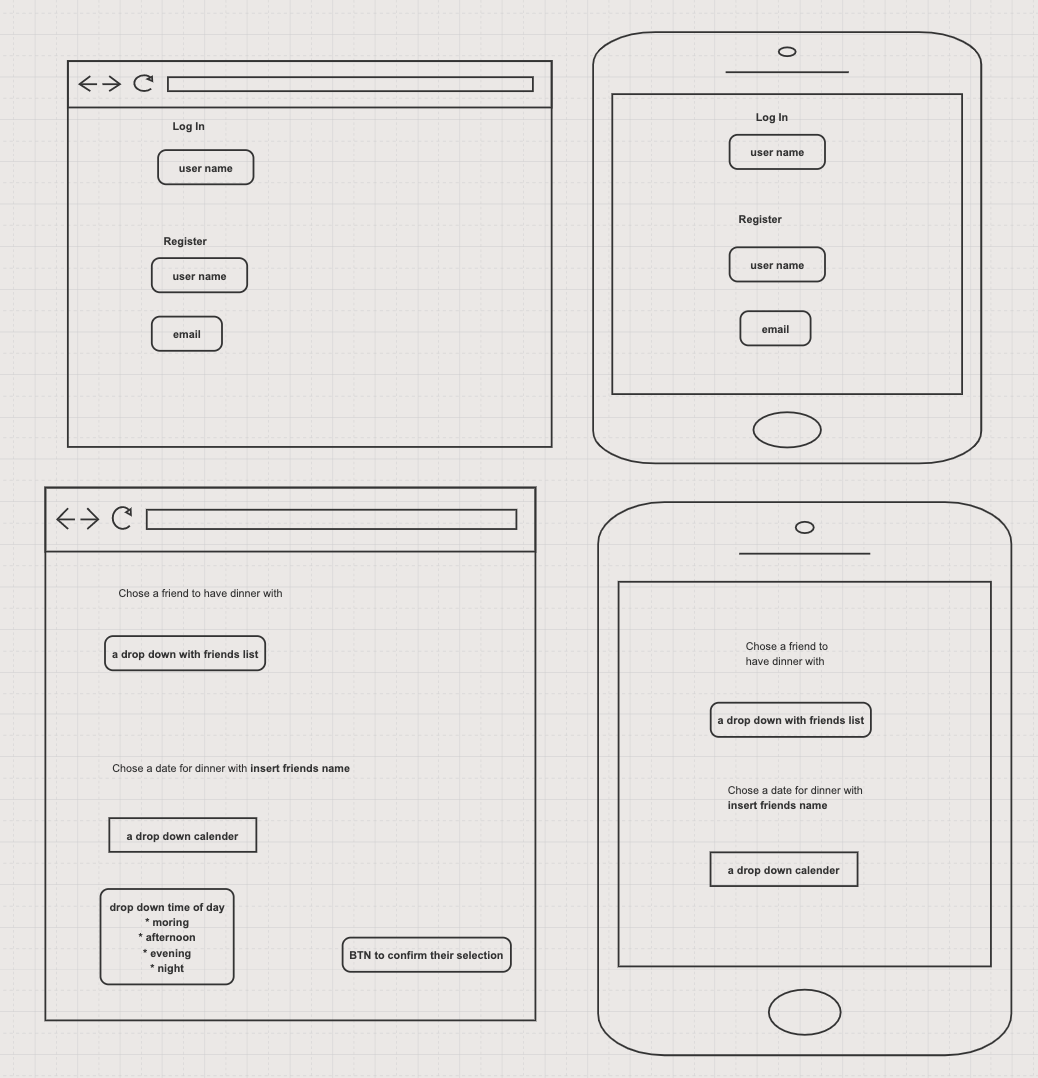 Log In
user name
Register
user name
email
Log In
user name
Register
user name
email
Chose a friend to have dinner with
a drop down with friends list
Chose a date for dinner with insert friends name
a drop down calender
drop down time of day
* moring
* afternoon
* evening
* night
BTN to confirm their selection
Chose a friend to
have dinner with
a drop down with friends list
Chose a date for dinner with
insert friends name
a drop down calender